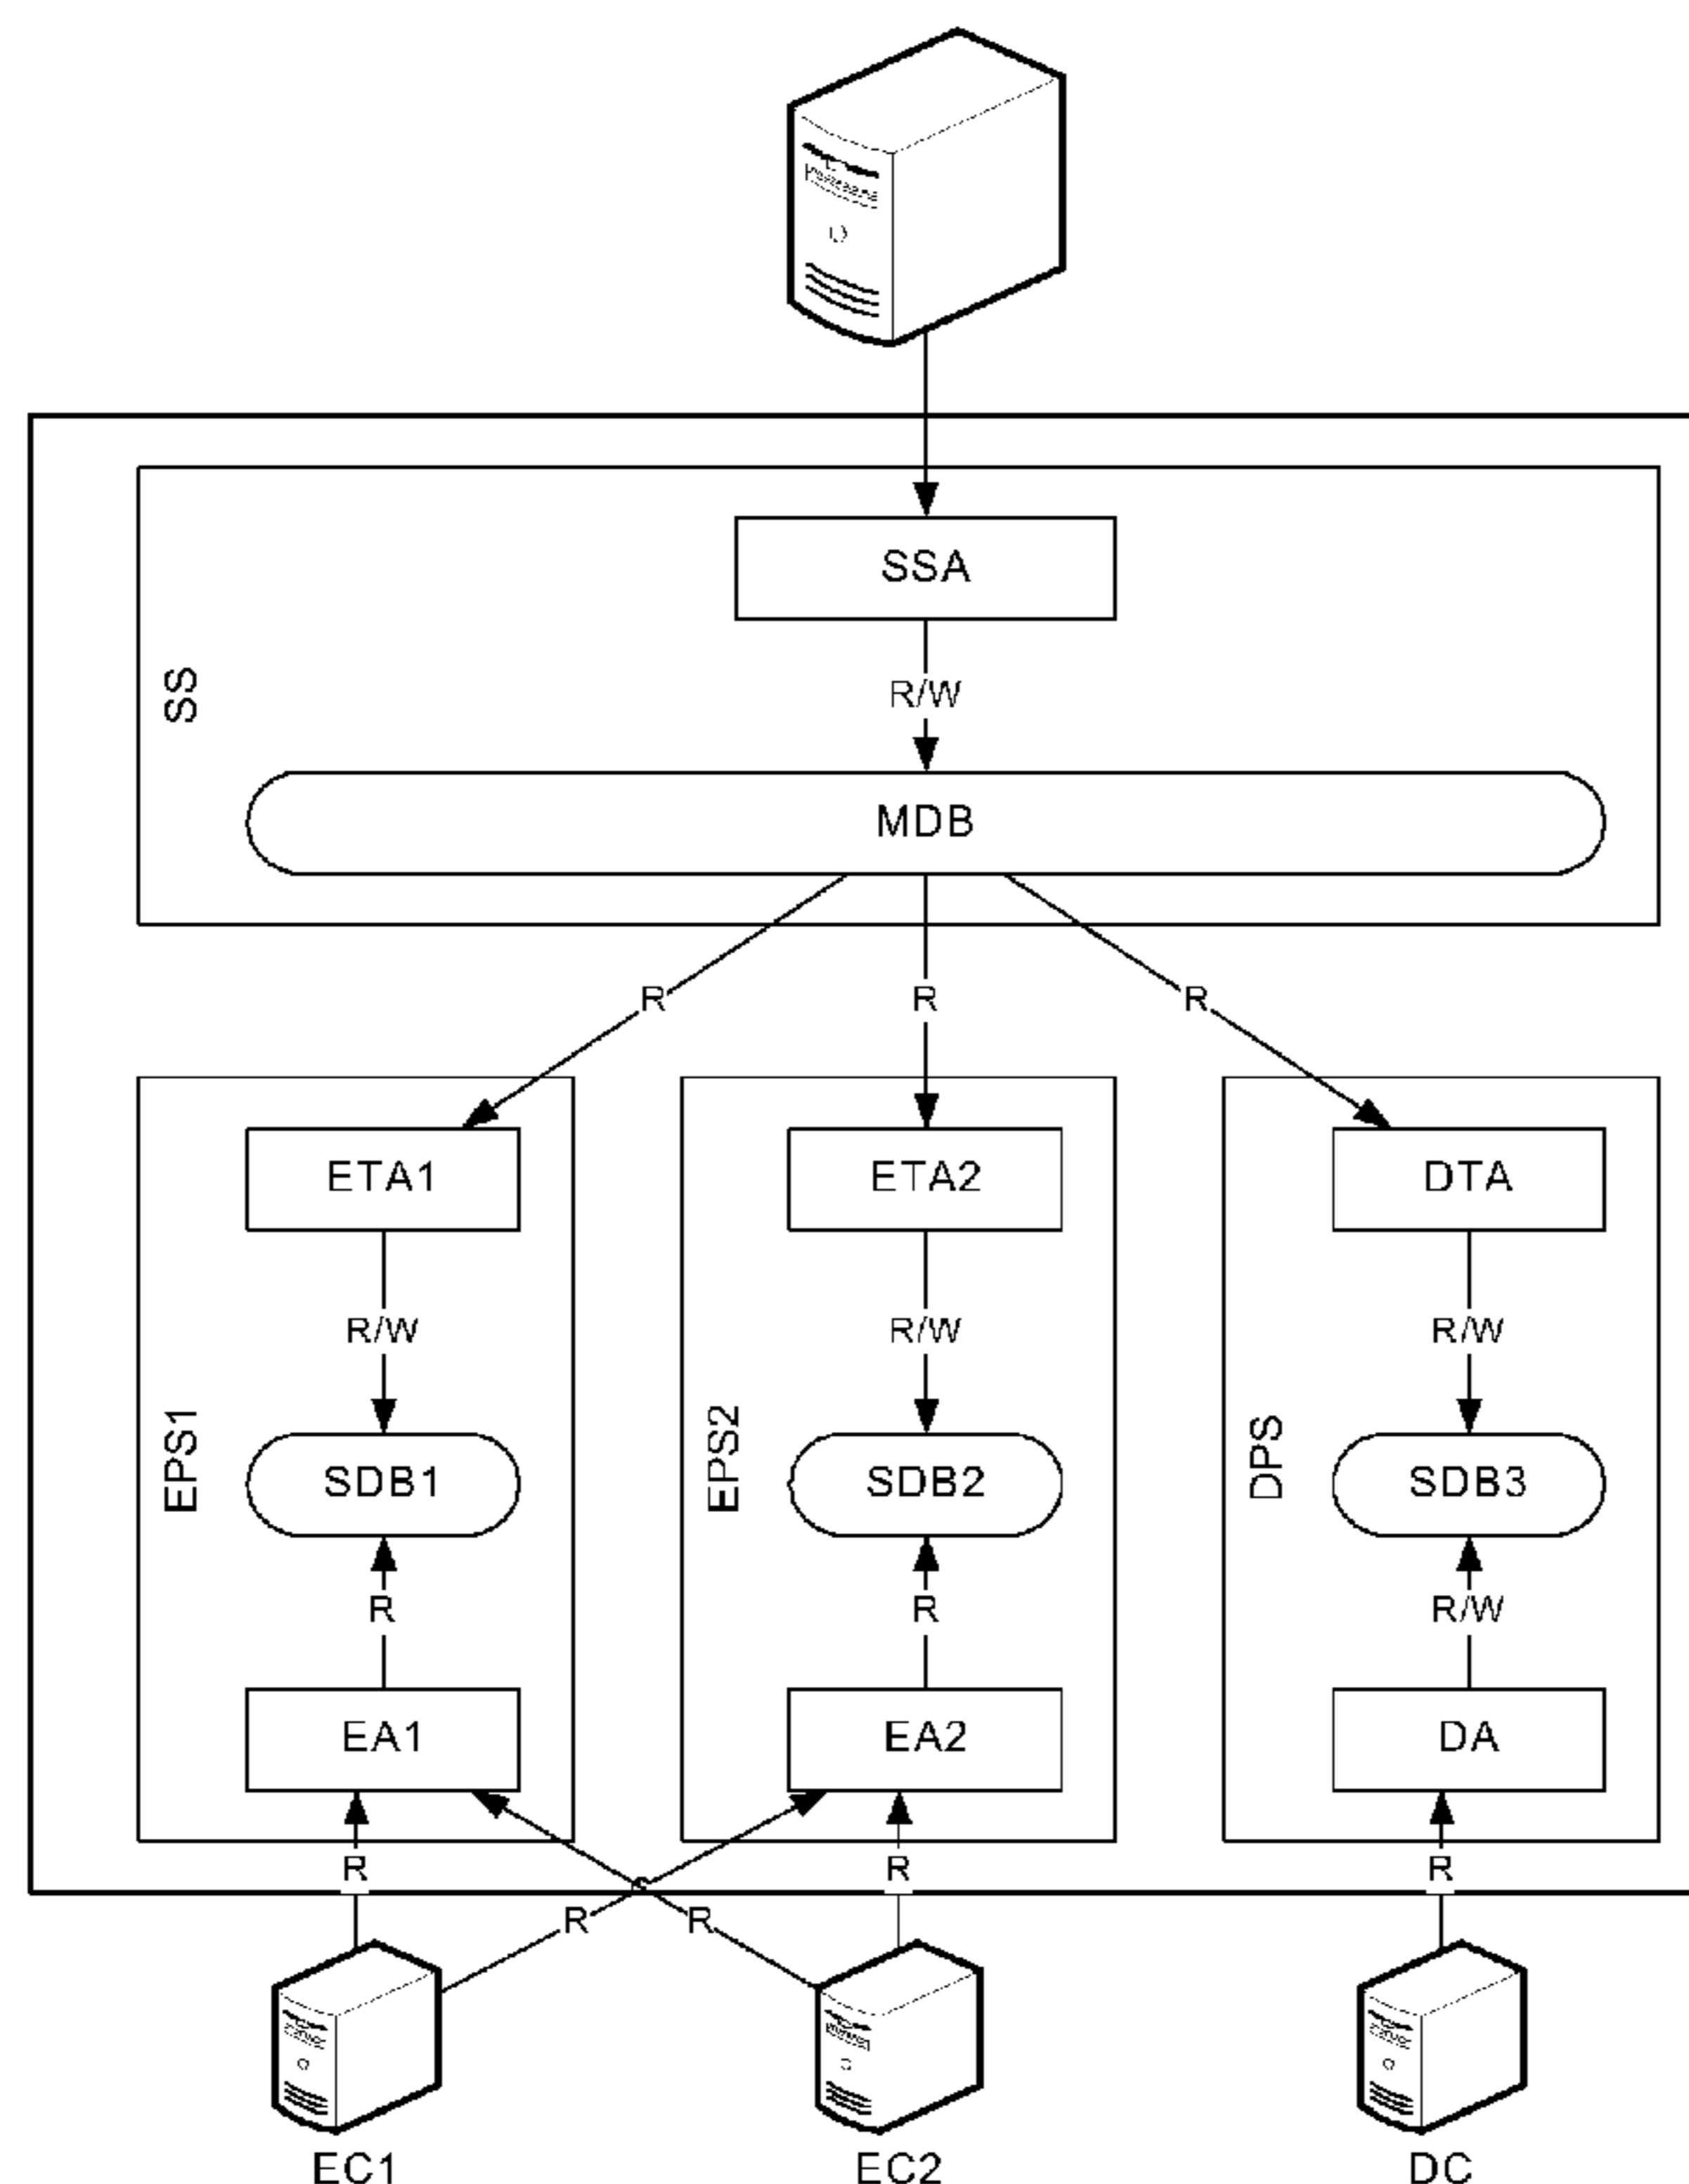 SSA
R/W
SS
MDB
R
R
R
ETA1
ETA2
DTA
R/W
R/W
R/W
EPS1
SDB1
EPS2
SDB2
DPS
SDB3
R
R
R/W
EA1
EA2
DA
R
R
R
R
R
EC1
EC2
DC